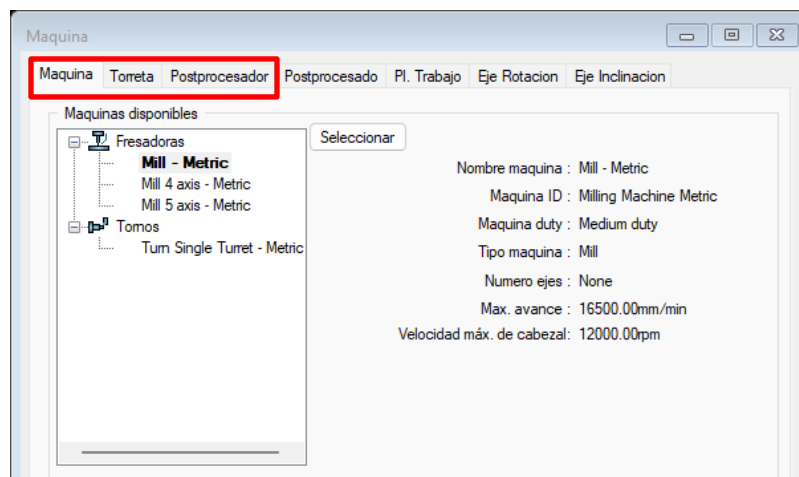 Maquina
Maquina Torreta Postprocesador Postprocesado Pl. Trabajo Eje Rotacion Eje Inclinacion
Maquinas disponibles
Fresadoras
Mill - Metric
Mill 4 axis - Metric
Mill 5 axis - Metric
Tornos
Turn Single Turret - Metric
Seleccionar
Nombre maquina : Mill - Metric
Maquina ID : Milling Machine Metric
Maquina duty : Medium duty
Tipo maquina : Mill
Numero ejes : None
Max. avance : 16500.00mm/min
Velocidad máx. de cabezal: 12000.00rpm